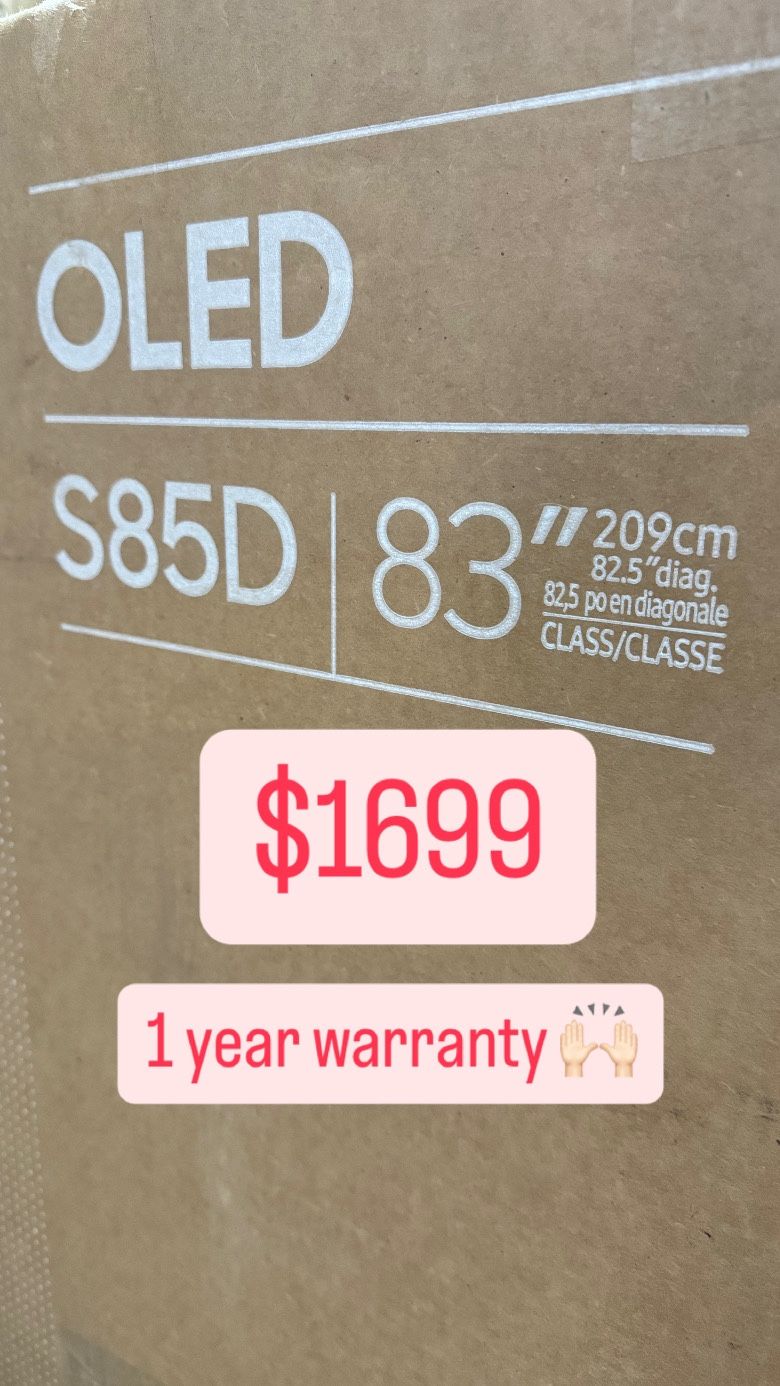 OLED
S85D
83" 209cm
82.5"diag.
82,5 po en diagonale
CLASS/CLASSE
$1699
1 year warranty 🙌🏻